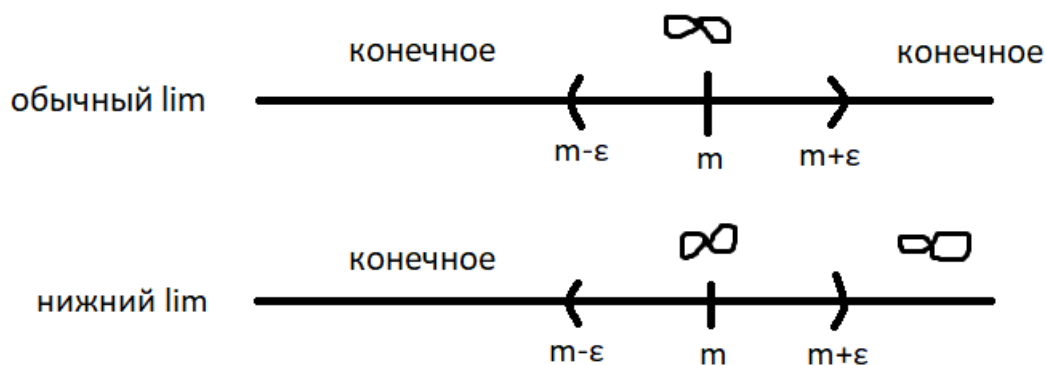 ∞
конечное конечное
обычный lim
m-ε m m+ε
конечное ∞ ∞
нижний lim
m-ε m m+ε